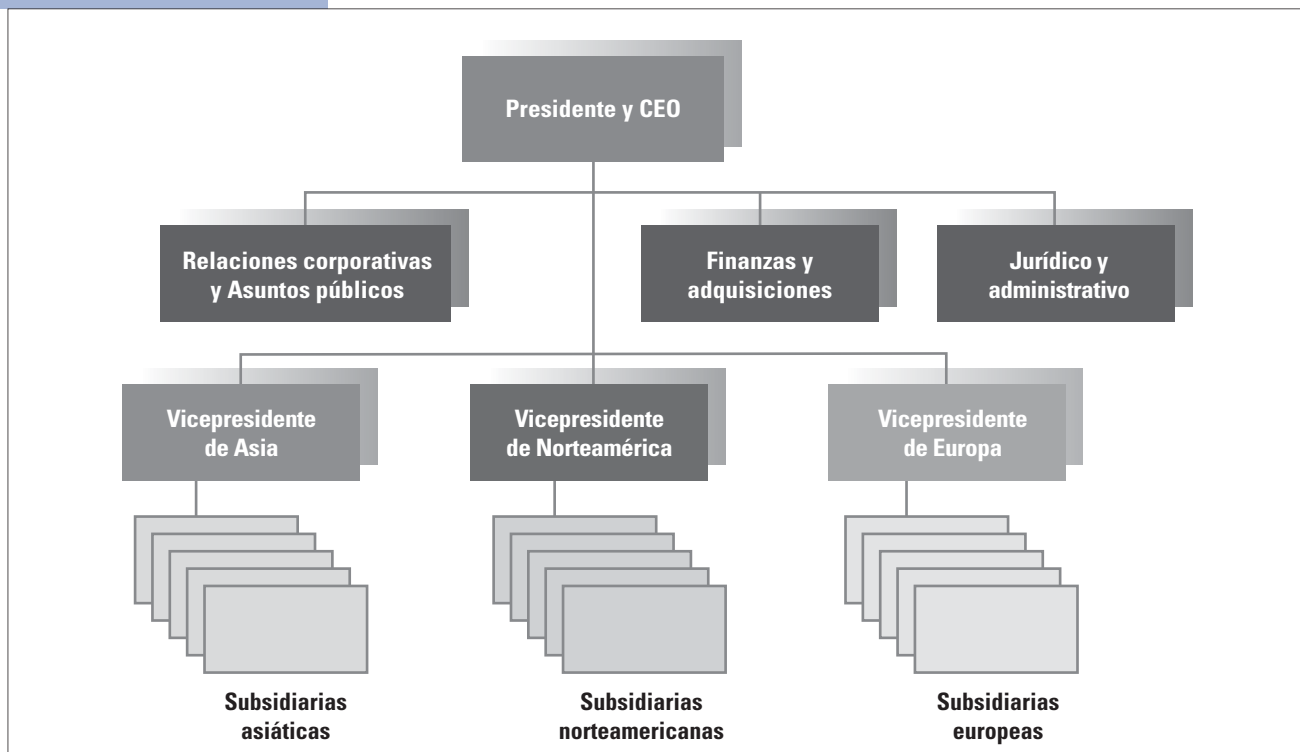 Presidente y CEO
Relaciones corporativas
y Asuntos públicos
Finanzas y
adquisiciones
Jurídico y
administrativo
Vicepresidente
de Asia
Vicepresidente
de Norteamérica
Vicepresidente
de Europa
Subsidiarias
asiáticas
Subsidiarias
norteamericanas
Subsidiarias
europeas